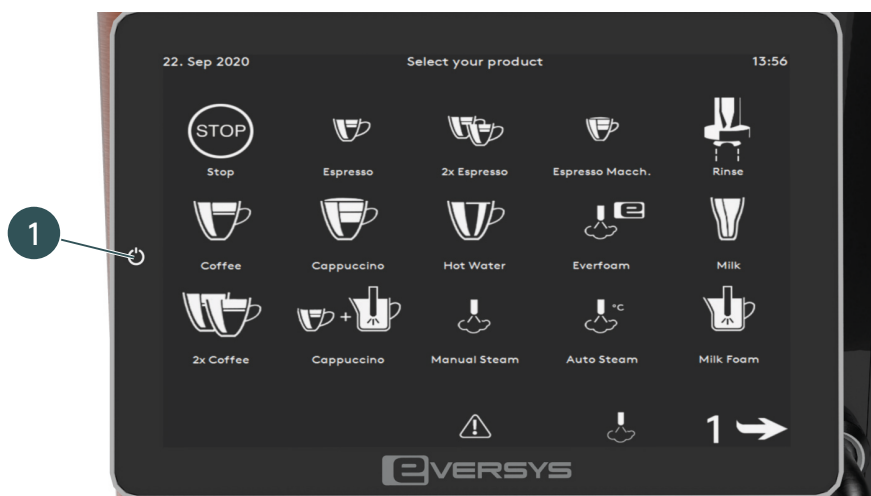 22. Sep 2020 Select your product 13:56
STOP
Stop Espresso 2x Espresso Espresso Macch. Rinse
e
1
Coffee Cappuccino Hot Water Everfoam Milk
+ °C
2x Coffee Cappuccino Manual Steam Auto Steam Milk Foam
1
eVERSYS